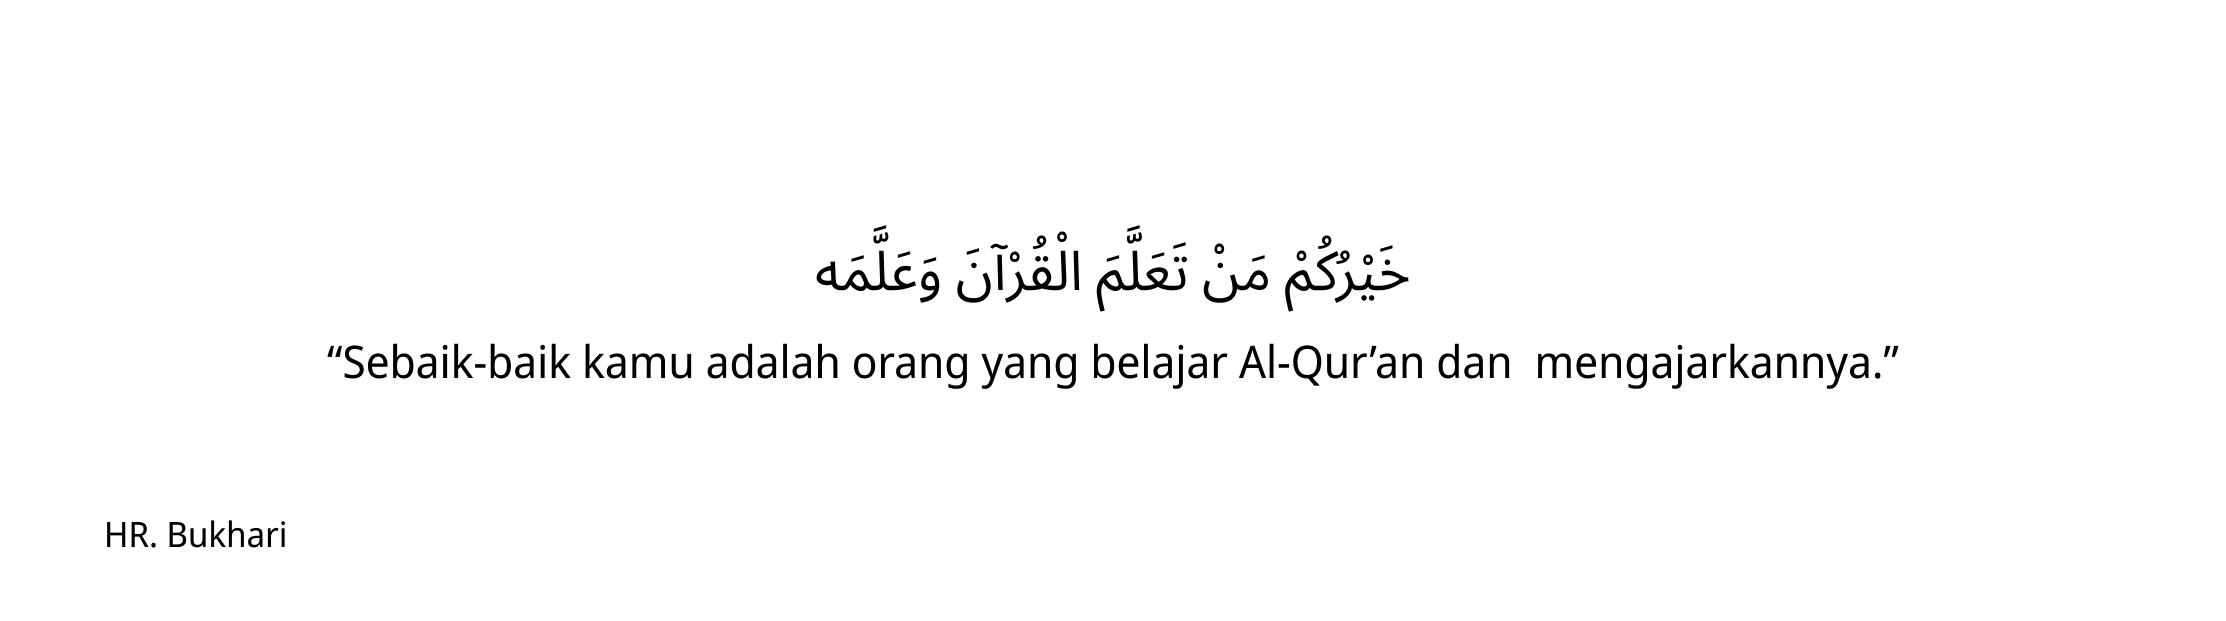 خَيْرُكُمْ مَنْ تَعَلَّمَ الْقُرْآنَ وَعَلَّمَه
“Sebaik-baik kamu adalah orang yang belajar Al-Qur’an dan  mengajarkannya.”
HR. Bukhari